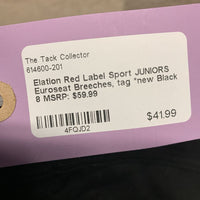 The Tack Collector
614600-201
Elation Red Label Sport JUNIORS
Euroseat Breeches, tag *new Black
8 MSRP: $59.99
4FQJD2
$41.99